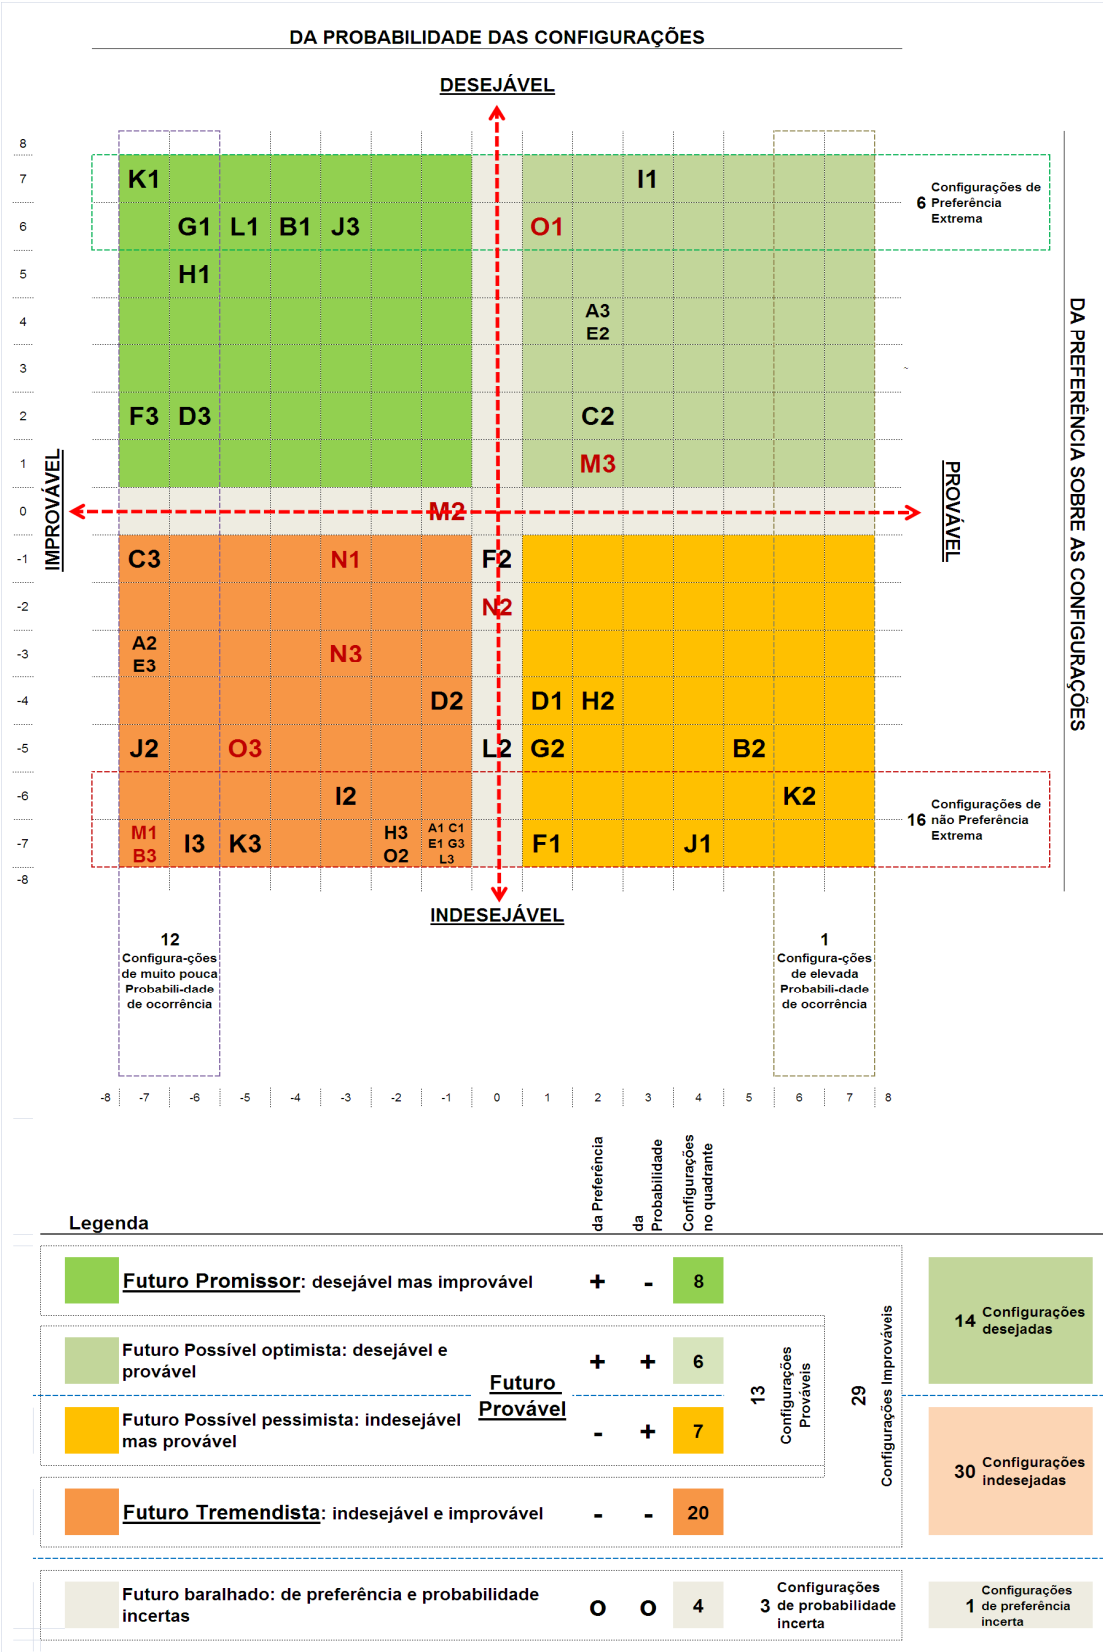 DA PROBABILIDADE DAS CONFIGURAÇÕES
DESEJÁVEL
8
7 K1 I1
6 Configurações de
Preferência
Extrema
6 G1 L1 B1 J3 O1
5 H1
4 A3
E2
3
~
2 F3 D3 C2
1 M3
DA PREFERÊNCIA SOBRE AS CONFIGURAÇÕES
IMPROVÁVEL
PROVÁVEL
0 M2
-1 C3 N1 F2
-2 N2
-3 A2
E3
N3
-4 D2 D1 H2
-5 J2 O3 L2 G2 B2
-6 I2 K2
16 Configurações de
não Preferência
Extrema
-7 M1
B3
I3 K3
H3
O2
A1 C1
E1 G3
L3
F1 J1
-8
INDESEJÁVEL
12
Configura-ções
de muito pouca
Probabili-dade
de ocorrência
1
Configura-ções
de elevada
Probabili-dade
de ocorrência
-8 -7 -6 -5 -4 -3 -2 -1 0 1 2 3 4 5 6 7 8
Legenda
da Preferência
da
Probabilidade
Configurações
no quadrante
Futuro Promissor: desejável mas improvável + - 8
Futuro Possível optimista: desejável e
provável
+ + 6
Futuro
Provável
Futuro Possível pessimista: indesejável
mas provável
- + 7
Futuro Tremendista: indesejável e improvável - - 20
13
Configurações
Prováveis
29
Configurações Improváveis
14 Configurações
desejadas
30 Configurações
indesejadas
Futuro baralhado: de preferência e probabilidade
incertas
o o 4
3 Configurações
de probabilidade
incerta
1 Configurações
de preferência
incerta